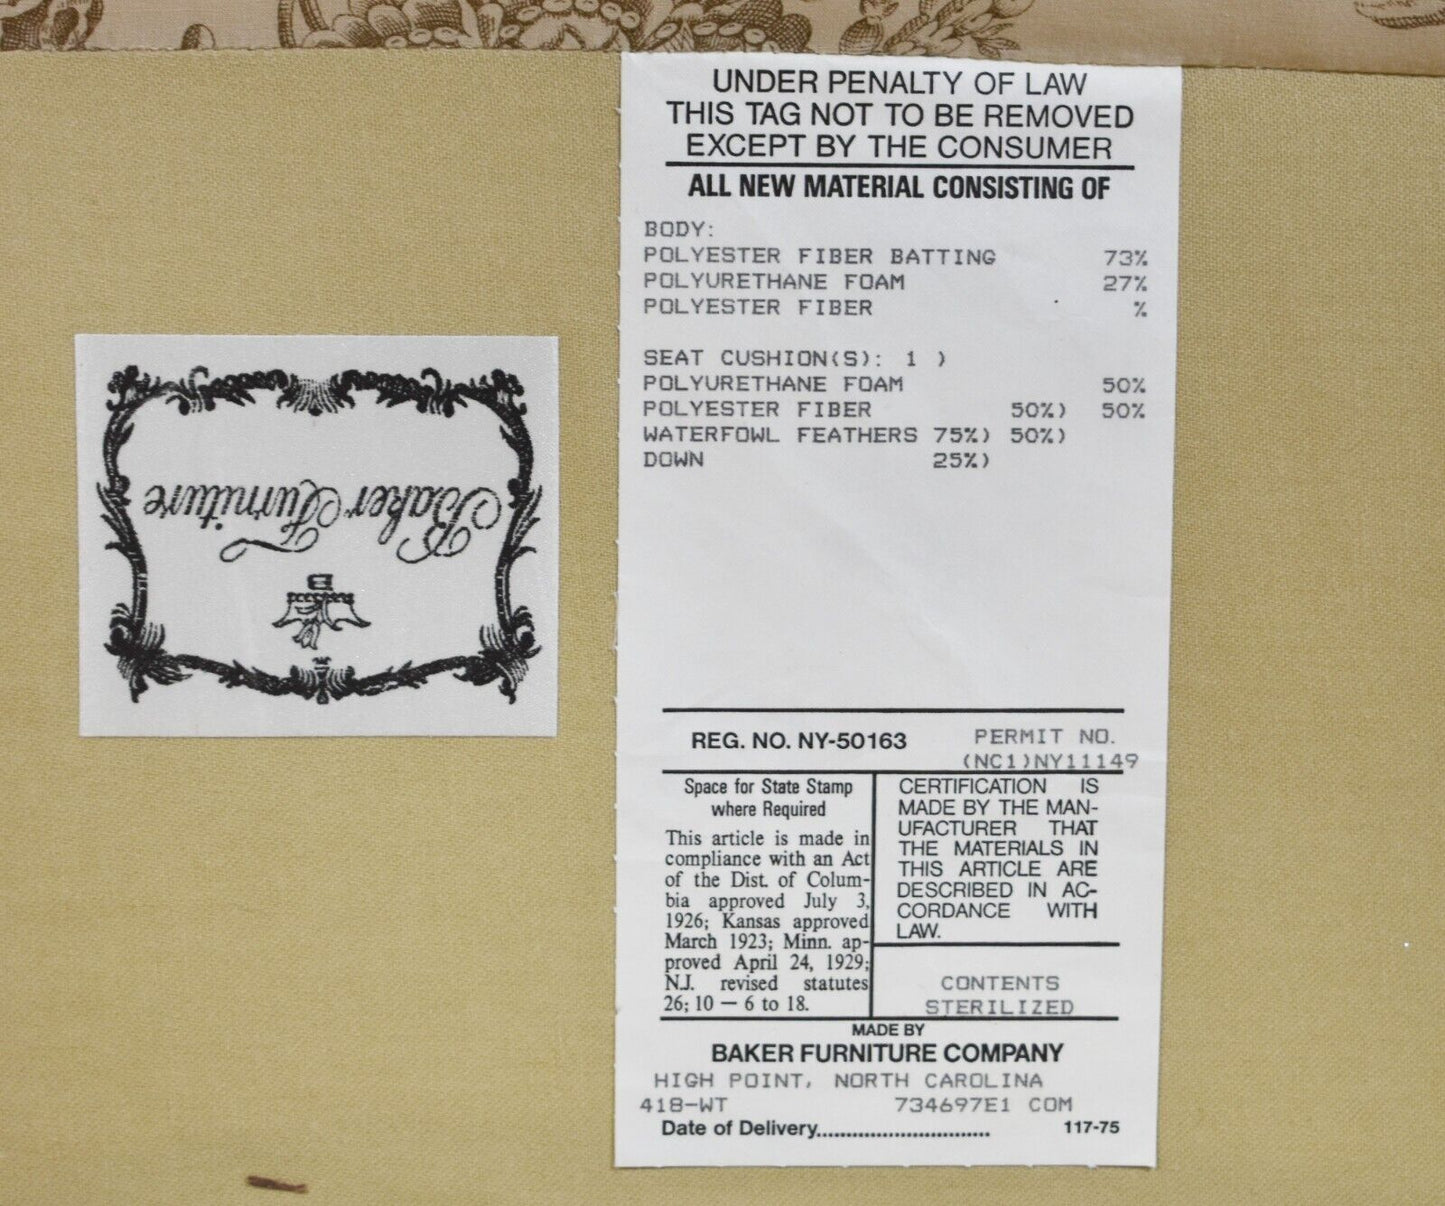 Baker Furniture
UNDER PENALTY OF LAW
THIS TAG NOT TO BE REMOVED
EXCEPT BY THE CONSUMER
ALL NEW MATERIAL CONSISTING OF
BODY:
POLYESTER FIBER BATTING 73%
POLYURETHANE FOAM 27%
POLYESTER FIBER %
SEAT CUSHION(S): 1 )
POLYURETHANE FOAM 50%
POLYESTER FIBER 50%) 50%
WATERFOWL FEATHERS 75%) 50%)
DOWN 25%)
REG. NO. NY-50163
PERMIT NO.
(NC1)NY11149
Space for State Stamp
where Required
This article is made in
compliance with an Act
of the Dist. of Colum-
bia approved July 3,
1926; Kansas approved
March 1923; Minn. ap-
proved April 24, 1929;
N.J. revised statutes
26; 10 — 6 to 18.
CERTIFICATION IS
MADE BY THE MAN-
UFACTURER THAT
THE MATERIALS IN
THIS ARTICLE ARE
DESCRIBED IN AC-
CORDANCE WITH
LAW.
CONTENTS
STERILIZED
MADE BY
BAKER FURNITURE COMPANY
HIGH POINT, NORTH CAROLINA
418-WT 734697E1 COM
Date of Delivery............................. 117-75